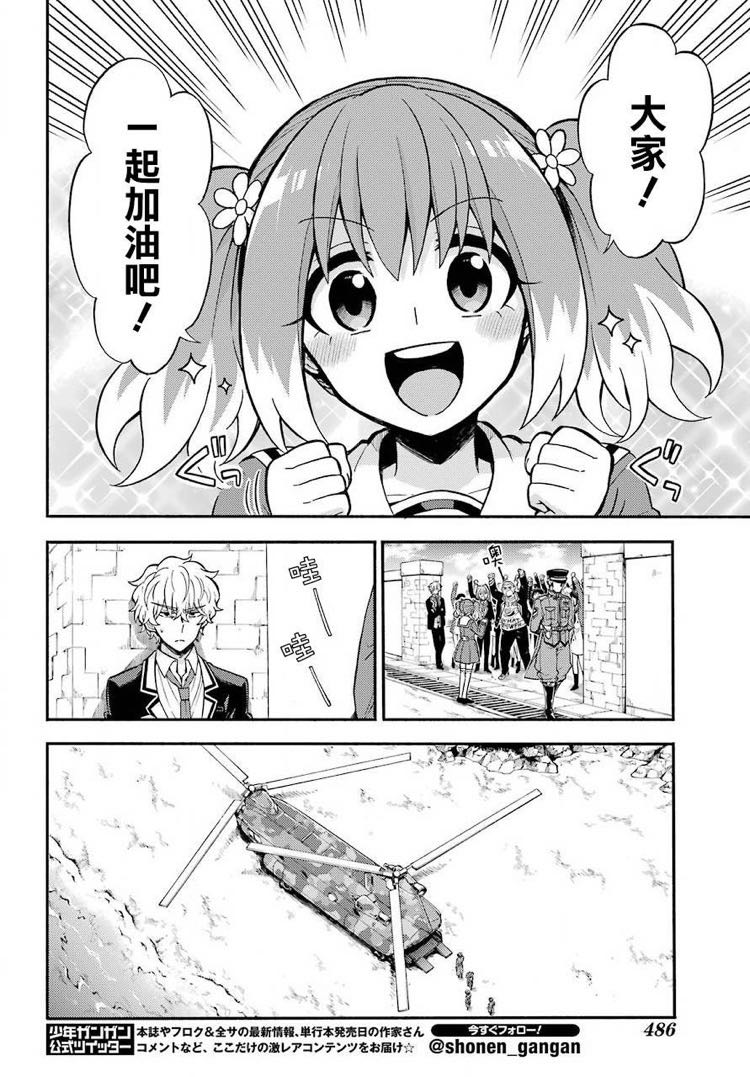 大家！
一起加油吧！
ぐっ
ぐっ
噢
哇——
哇——
少年ガンガン
公式ツイッター
本誌やフロク＆全サの最新情報、単行本発売日の作家さん
コメントなど、ここだけの激レアコンテンツをお届け☆
今すぐフォロー！
@shonen_gangan
486